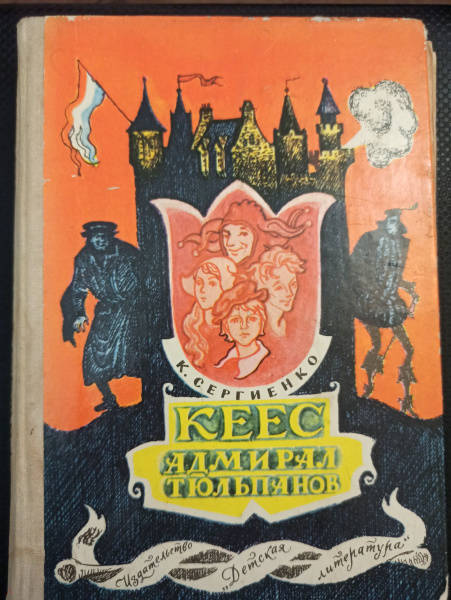 К. СЕРГИЕНКО
КЕЕС
АДМИРАЛ
ТЮЛЬПАНОВ
Издательство „Детская литература"